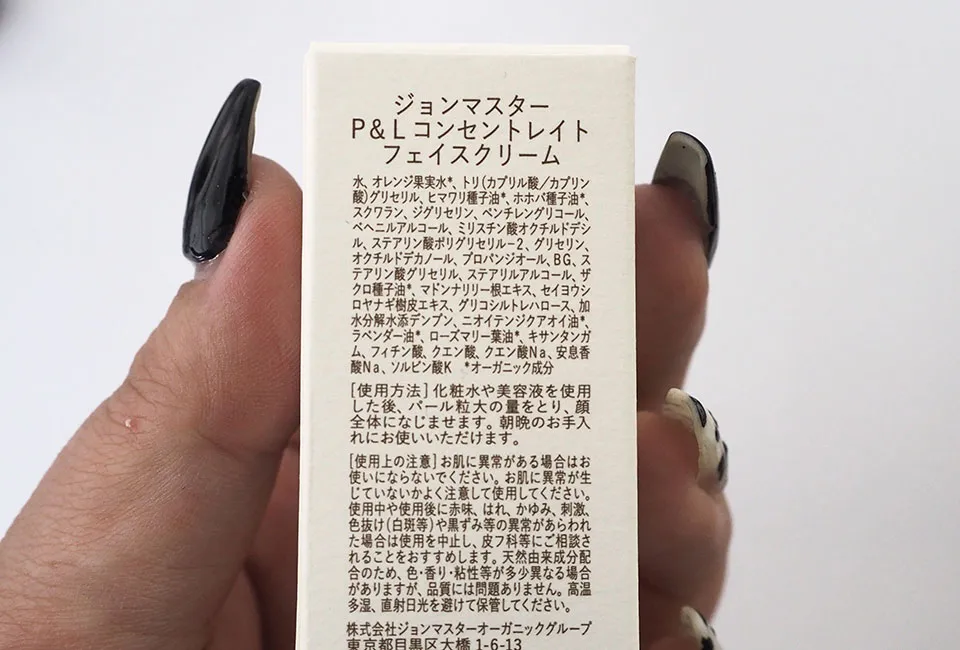 ジョンマスター
P&Lコンセントレイト
フェイスクリーム
水、オレンジ果実水*、トリ(カプリル酸/カプリン
酸)グリセリル、ヒマワリ種子油*、ホホバ種子油*、
スクワラン、ジグリセリン、ペンチレングリコール、
ベヘニルアルコール、ミリスチン酸オクチルドデシ
ル、ステアリン酸ポリグリセリル-2、グリセリン、
オクチルドデカノール、プロパンジオール、BG、ス
テアリン酸グリセリル、ステアリルアルコール、ザ
クロ種子油*、マドンナリリー根エキス、セイヨウシ
ロヤナギ樹皮エキス、グリコシルトレハロース、加
水分解水添デンプン、ニオイテンジクアオイ油*、
ラベンダー油*、ローズマリー葉油*、キサンタンガ
ム、フィチン酸、クエン酸、クエン酸Na、安息香
酸Na、ソルビン酸K *オーガニック成分
[使用方法]化粧水や美容液を使用
した後、パール粒大の量をとり、顔
全体になじませます。朝晩のお手入
れにお使いいただけます。
[使用上の注意]お肌に異常がある場合はお
使いにならないでください。お肌に異常が生
じていないかよく注意して使用してください。
使用中や使用後に赤味、はれ、かゆみ、刺激、
色抜け(白斑等)や黒ずみ等の異常があらわれ
た場合は使用を中止し、皮フ科等にご相談さ
れることをおすすめします。天然由来成分配
合のため、色・香り・粘性等が多少異なる場合
がありますが、品質には問題ありません。高温
多湿、直射日光を避けて保管してください。
株式会社ジョンマスターオーガニックグループ
東京都目黒区大橋 1-6-13